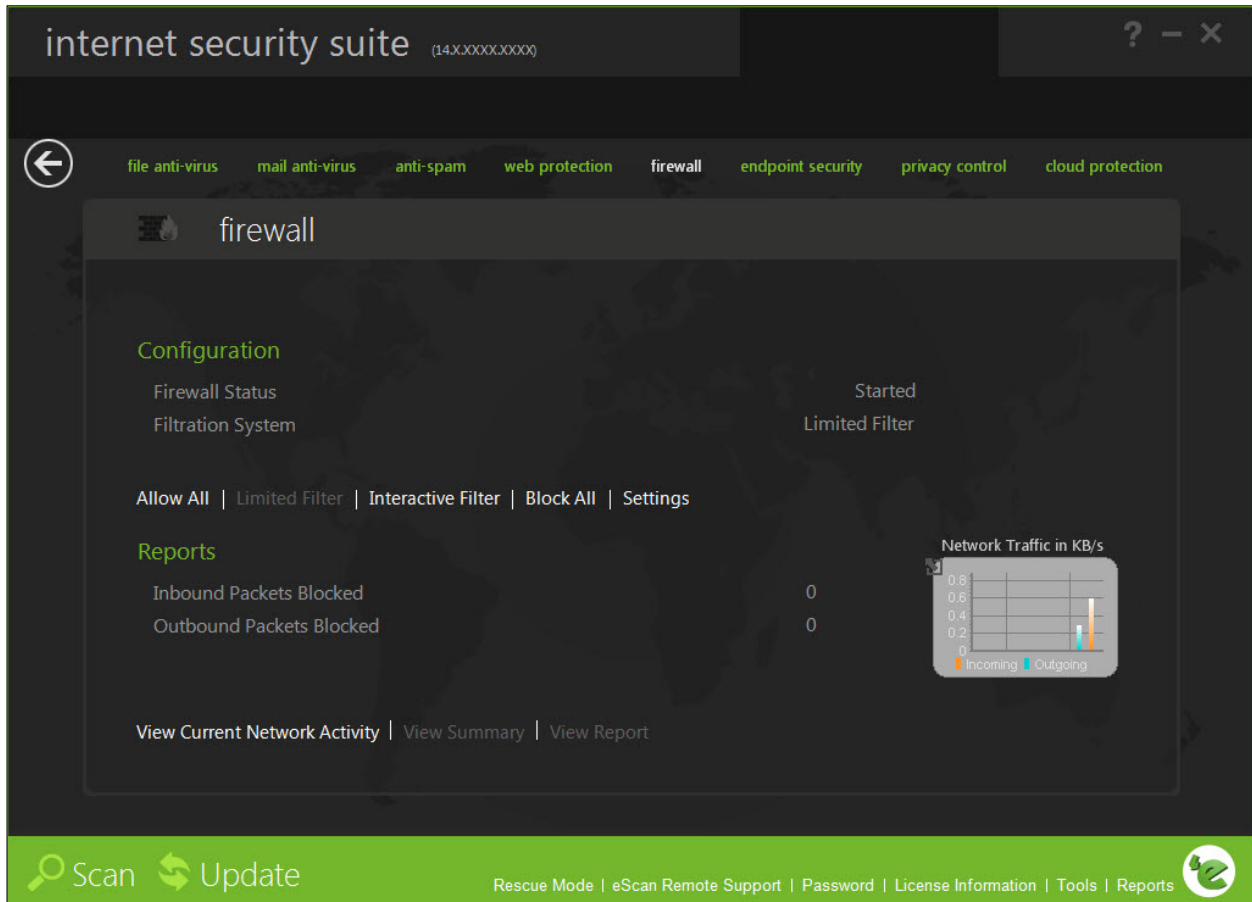 internet security suite (14.X.XXXX.XXXX) ? – ×
file anti-virus mail anti-virus anti-spam web protection firewall endpoint security privacy control cloud protection
firewall
Configuration
Firewall Status Started
Filtration System Limited Filter
Allow All | Limited Filter | Interactive Filter | Block All | Settings
Reports
Network Traffic in KB/s
Inbound Packets Blocked 0
Outbound Packets Blocked 0
0.8
0.6
0.4
0.2
0
Incoming Outgoing
View Current Network Activity | View Summary | View Report
Scan Update
Rescue Mode | eScan Remote Support | Password | License Information | Tools | Reports
e